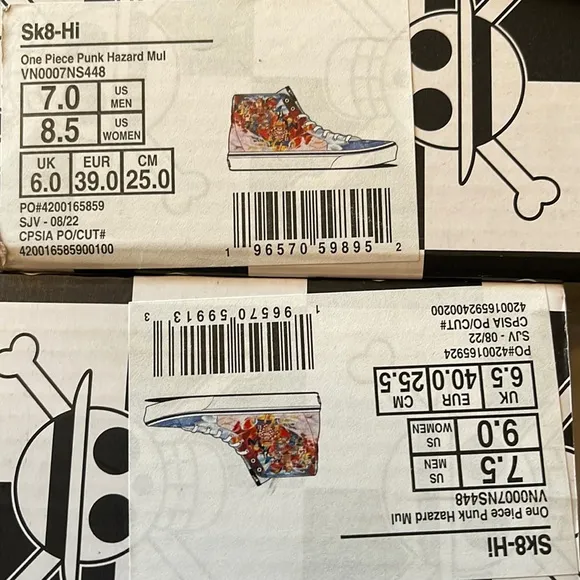 Sk8-Hi
One Piece Punk Hazard Mul
VN0007NS448
7.0 US MEN
8.5 US WOMEN
UK EUR CM
6.0 39.0 25.0
PO#4200165859
SJV - 08/22
CPSIA PO/CUT#
420016585900100
1 96570 59895 2
Sk8-Hi
One Piece Punk Hazard Mul
VN0007NS448
7.5 US MEN
9.0 US WOMEN
UK EUR CM
6.5 40.0 25.5
PO#4200165924
SJV - 08/22
CPSIA PO/CUT#
420016592400200
1 96570 59913 3